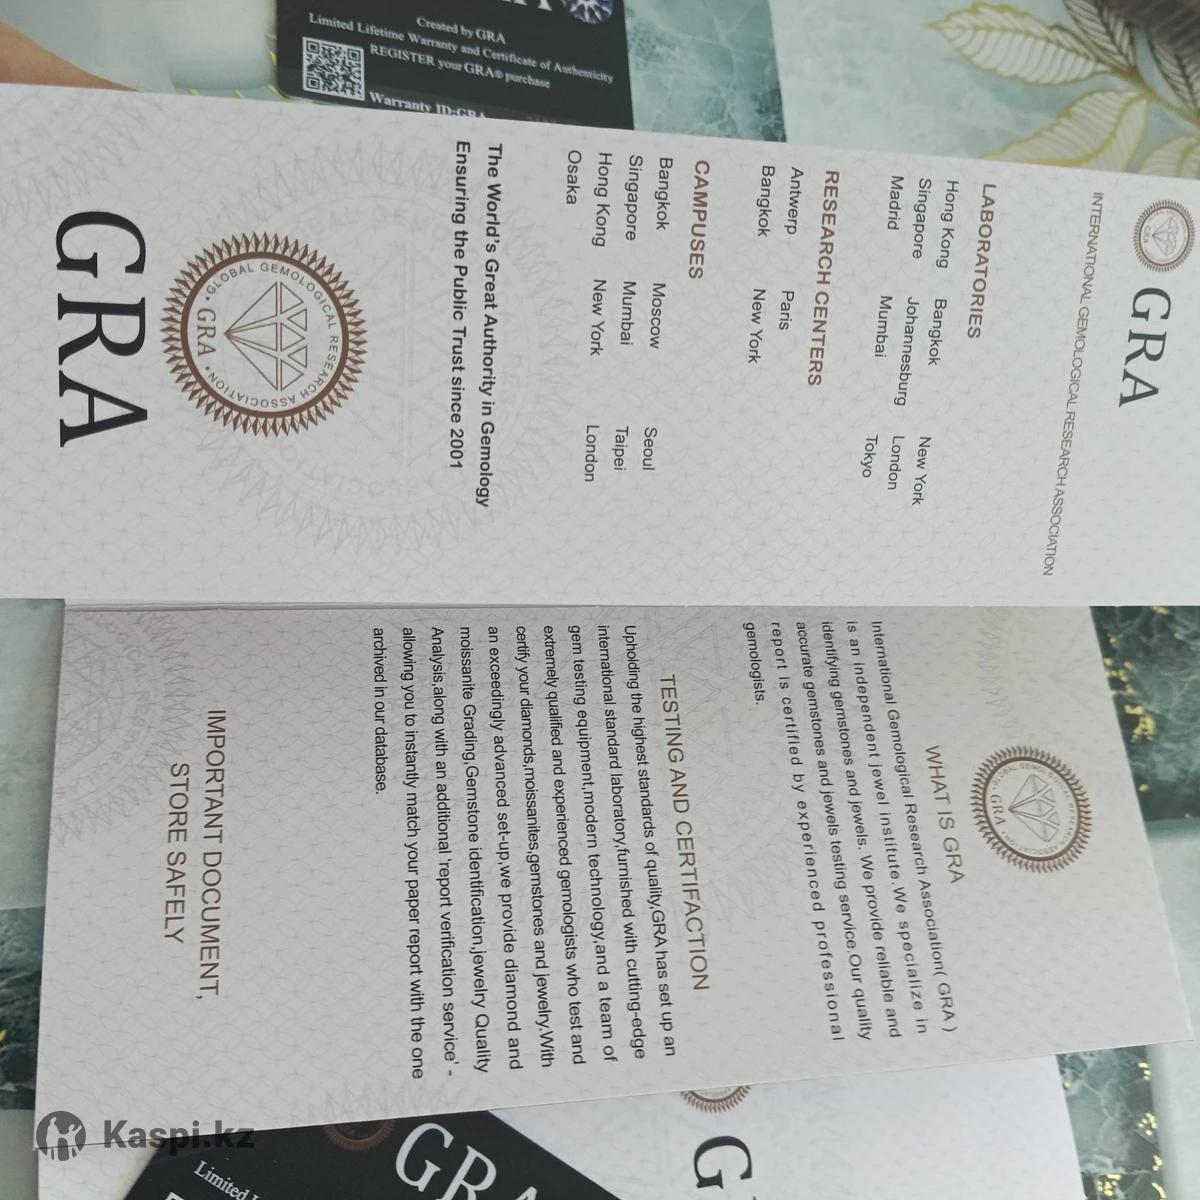 Created by GRA
Limited Lifetime Warranty and Certificate of Authenticity
REGISTER your GRA® purchase
Warranty ID:GRA
GRA
INTERNATIONAL GEMOLOGICAL RESEARCH ASSOCIATION
LABORATORIES
Hong Kong Bangkok New York
Singapore Johannesburg London
Madrid Mumbai Tokyo
RESEARCH CENTERS
Antwerp Paris
Bangkok New York
CAMPUSES
Bangkok Moscow Seoul
Singapore Mumbai Taipei
Hong Kong New York London
Osaka
The World's Great Authority in Gemology
Ensuring the Public Trust since 2001
GLOBAL GEMOLOGICAL RESEARCH ASSOCIATION
GRA
GRA
GLOBAL GEMOLOGICAL RESEARCH ASSOCIATION
GRA
WHAT IS GRA
International Gemological Research Association( GRA )
is an independent jewel institute.We specialize in
identifying gemstones and jewels. We provide reliable and
accurate gemstones and jewels testing service.Our quality
report is certified by experienced professional
gemologists.
TESTING AND CERTIFACTION
Upholding the highest standards of quality,GRA has set up an
international standard laboratory,furnished with cutting-edge
gem testing equipment,modern technology,and a team of
extremely qualified and experienced gemologists who test and
certify your diamonds,moissanites,gemstones and jewelry.With
an exceedingly advanced set-up,we provide diamond and
moissanite Grading,Gemstone identification,jewelry Quality
Analysis,along with an additional 'report verification service' -
allowing you to instantly match your paper report with the one
archived in our database.
IMPORTANT DOCUMENT,
STORE SAFELY
GRA
Limited
Kaspi.kz